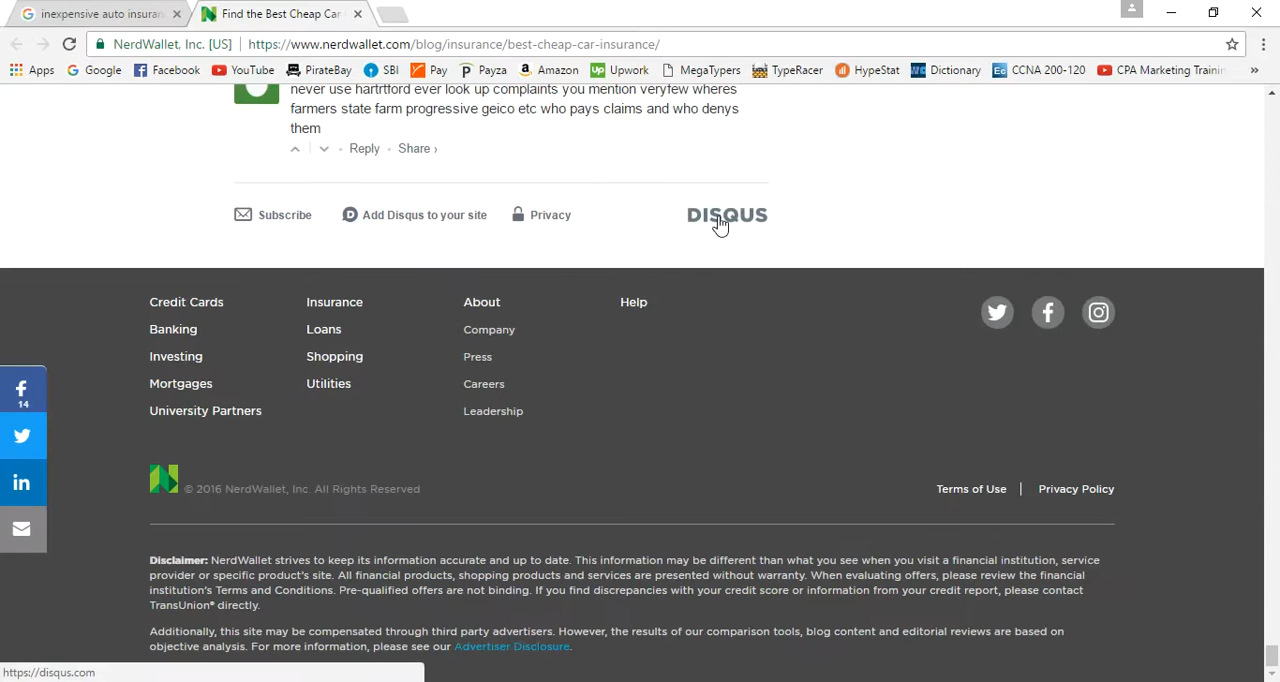 inexpensive auto insuran
Find the Best Cheap Car
NerdWallet, Inc. [US] https://www.nerdwallet.com/blog/insurance/best-cheap-car-insurance/
Apps Google Facebook YouTube PirateBay SBI Pay Payza Amazon Upwork MegaTypers TypeRacer HypeStat Dictionary CCNA 200-120 CPA Marketing Trainin »
never use hartrtford ever look up complaints you mention veryfew wheres
farmers state farm progressive geico etc who pays claims and who denys
them
Reply Share ›
Subscribe Add Disqus to your site Privacy DISQUS
Credit Cards Insurance About Help
Banking Loans Company
Investing Shopping Press
Mortgages Utilities Careers
University Partners Leadership
14
© 2016 NerdWallet, Inc. All Rights Reserved
Terms of Use | Privacy Policy
Disclaimer: NerdWallet strives to keep its information accurate and up to date. This information may be different than what you see when you visit a financial institution, service
provider or specific product's site. All financial products, shopping products and services are presented without warranty. When evaluating offers, please review the financial
institution's Terms and Conditions. Pre-qualified offers are not binding. If you find discrepancies with your credit score or information from your credit report, please contact
TransUnion® directly.
Additionally, this site may be compensated through third party advertisers. However, the results of our comparison tools, blog content and editorial reviews are based on
objective analysis. For more information, please see our Advertiser Disclosure.
https://disqus.com